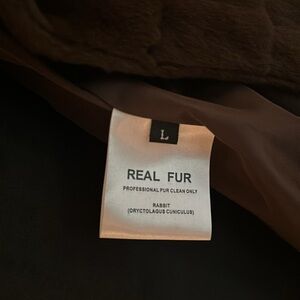 L
REAL FUR
PROFESSIONAL FUR CLEAN ONLY
RABBIT
(ORYCTOLAGUS CUNICULUS)